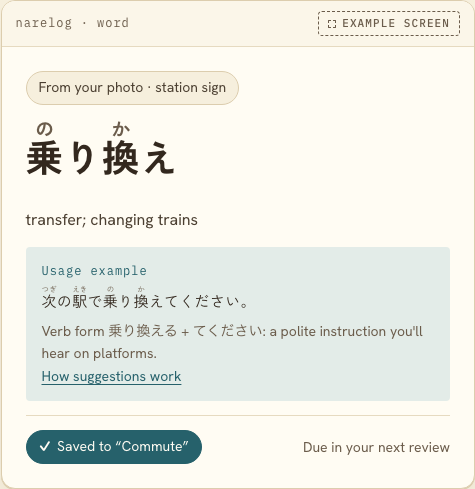 narelog · word
EXAMPLE SCREEN
From your photo · station sign
の か
乗り換え
transfer; changing trains
Usage example
つぎ えき の か
次の駅で乗り換えてください。
Verb form 乗り換える + てください: a polite instruction you'll
hear on platforms.
How suggestions work
✓ Saved to “Commute”
Due in your next review